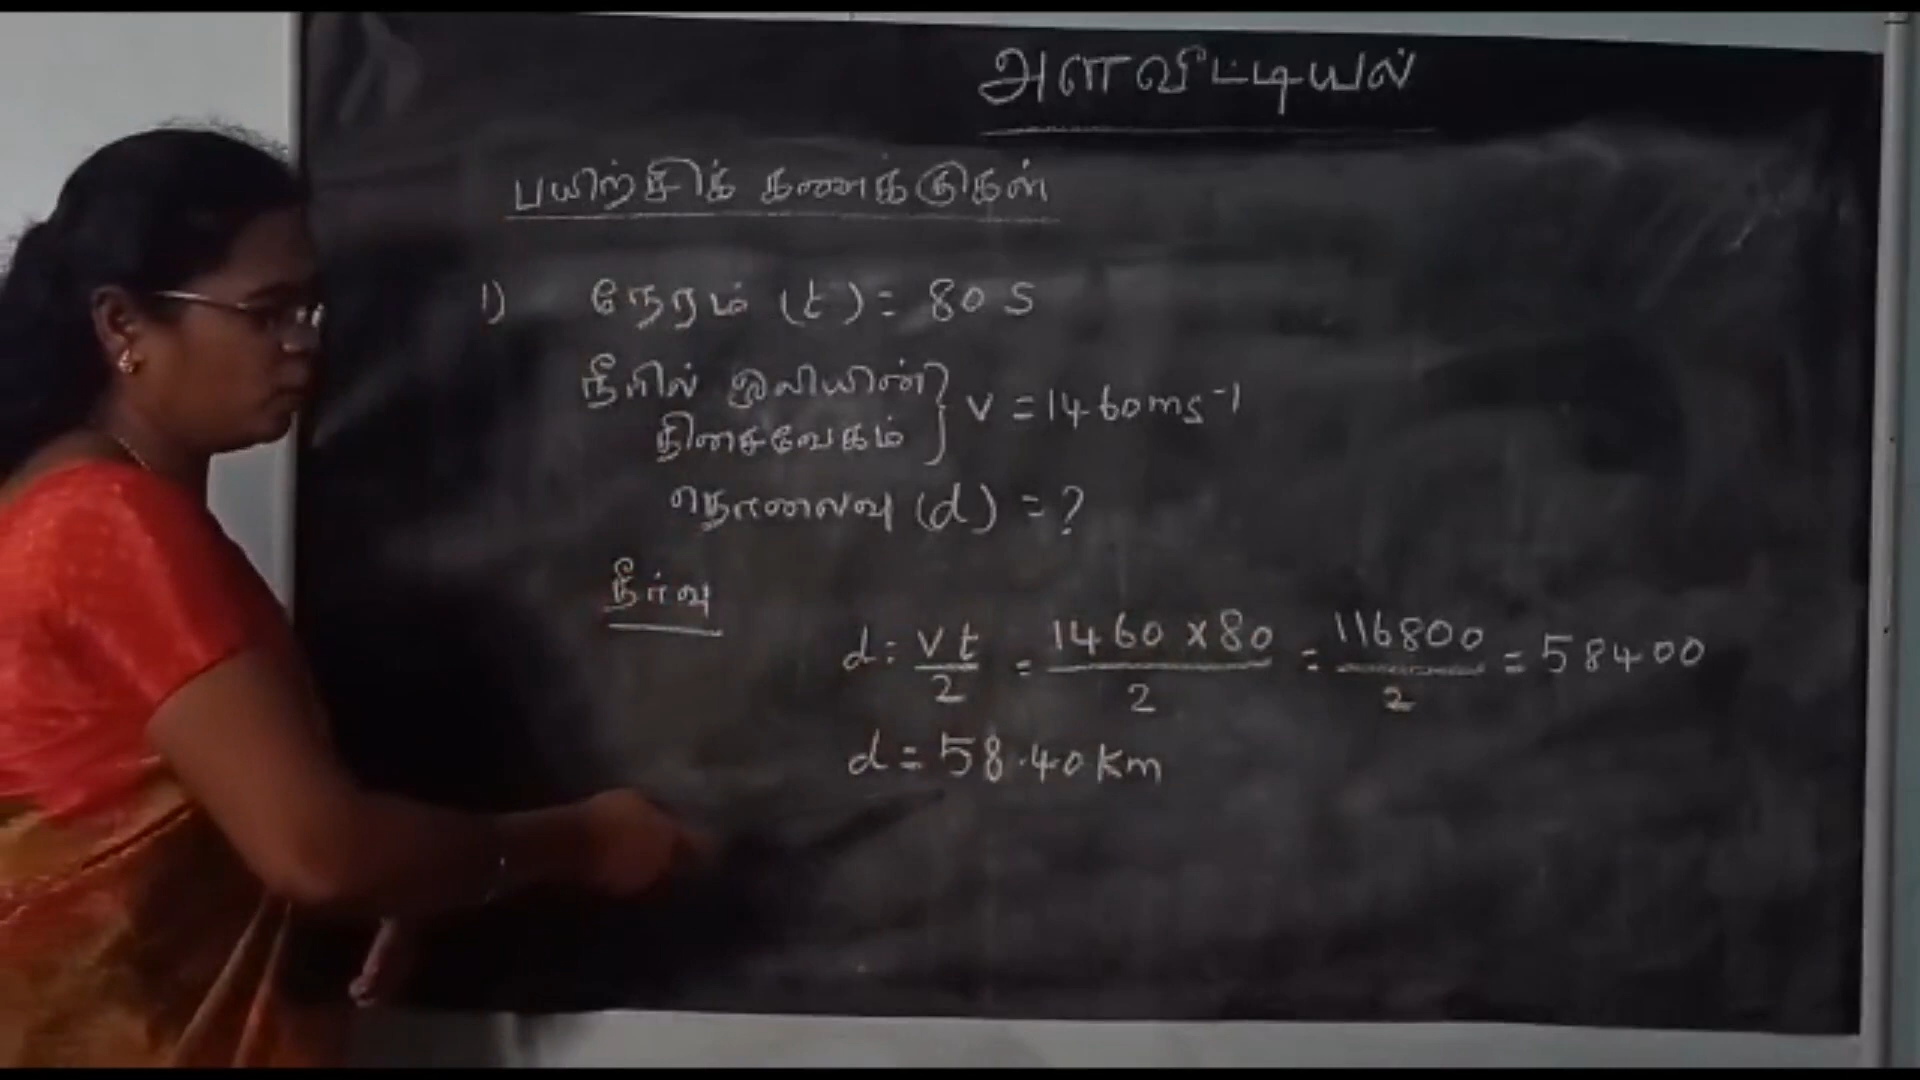 அளவீட்டியல்
பயிற்சிக் கணக்குகள்
1) நேரம் (t) = 80 S
நீரில் ஒலியின் } V = 1460 ms⁻¹
திசைவேகம்
தொலைவு (d) = ?
தீர்வு
d = Vt/2 = 1460 x 80/2 = 116800/2 = 58400
d = 58.40 Km